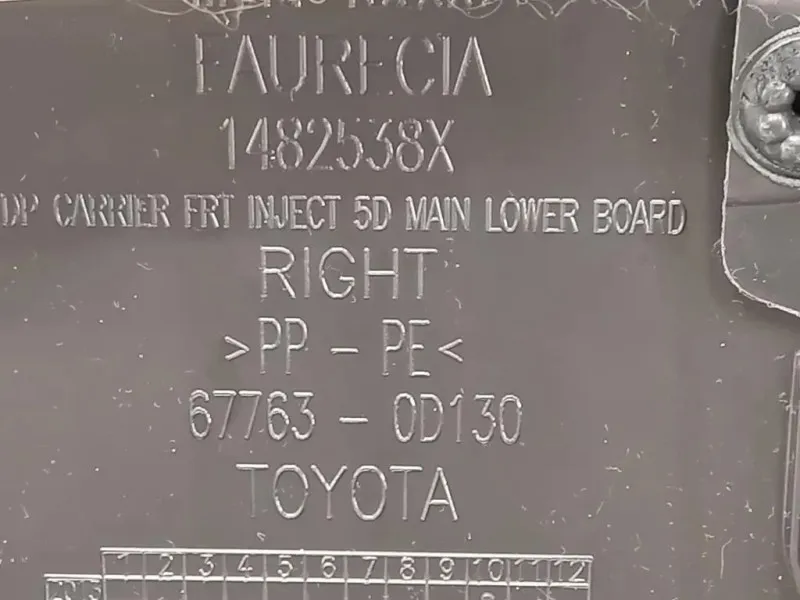 FAURECIA
1482538X
DP CARRIER FRT INJECT 5D MAIN LOWER BOARD
RIGHT
>PP - PE<
67763 - 0D130
TOYOTA
1 2 3 4 5 6 7 8 9 10 11 12